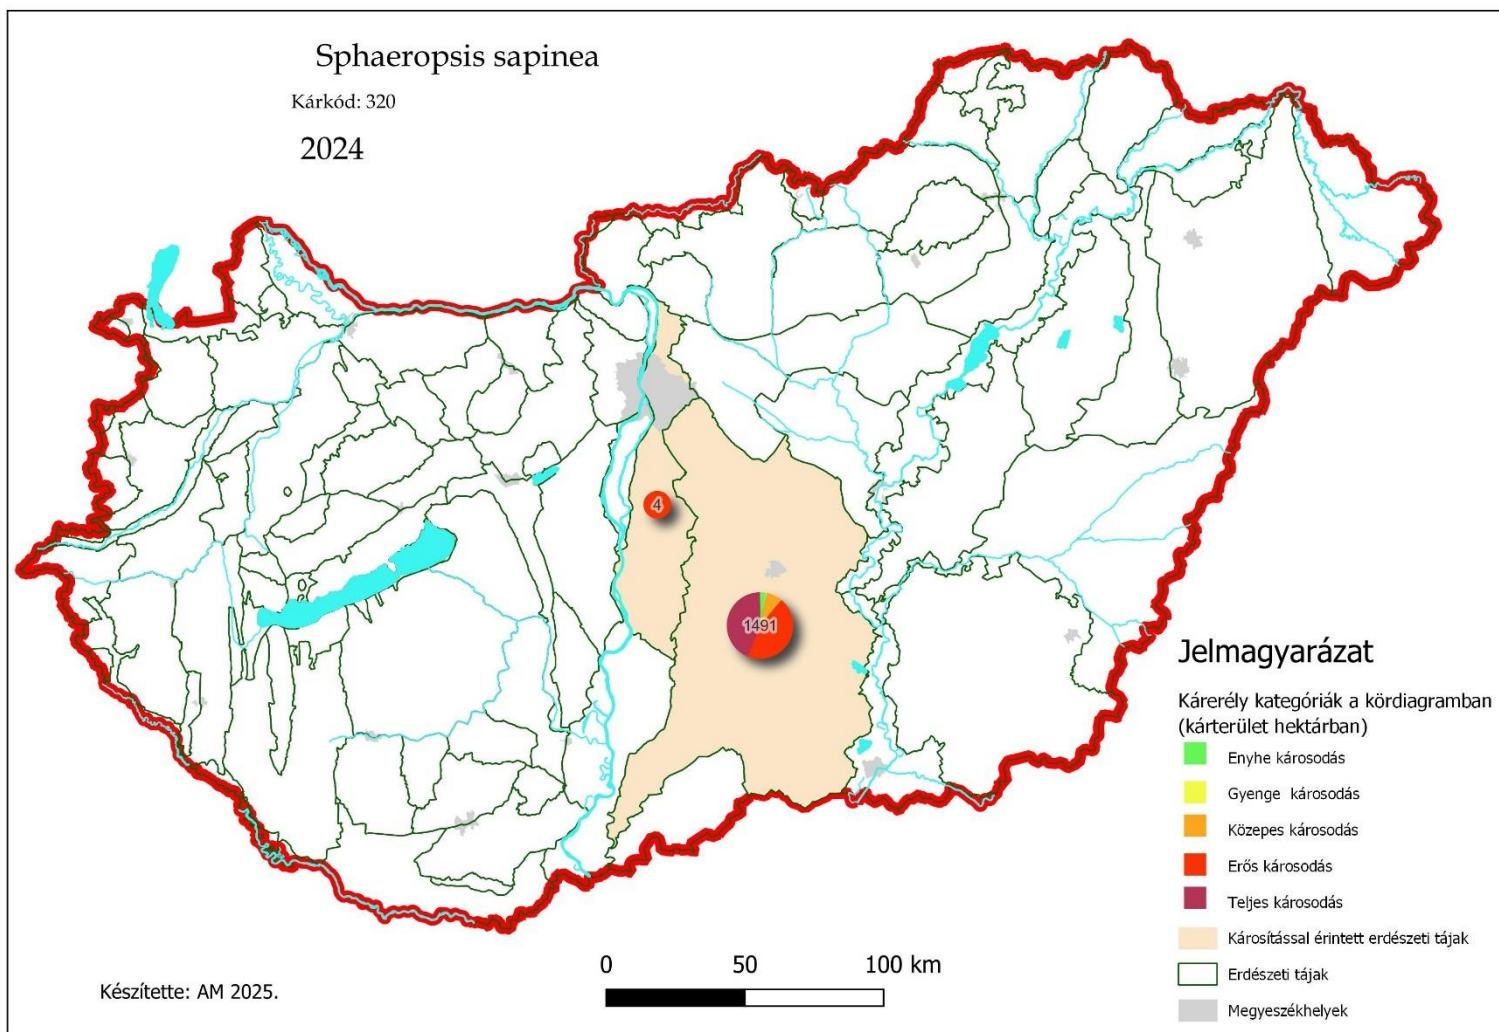 Sphaeropsis sapinea
Kárkód: 320
2024
4
1491
Jelmagyarázat
Kárerély kategóriák a kördiagramban
(kárterület hektárban)
Enyhe károsodás
Gyenge károsodás
Közepes károsodás
Erős károsodás
Teljes károsodás
Károsítással érintett erdészeti tájak
Erdészeti tájak
Megyeszékhelyek
0 50 100 km
Készítette: AM 2025.